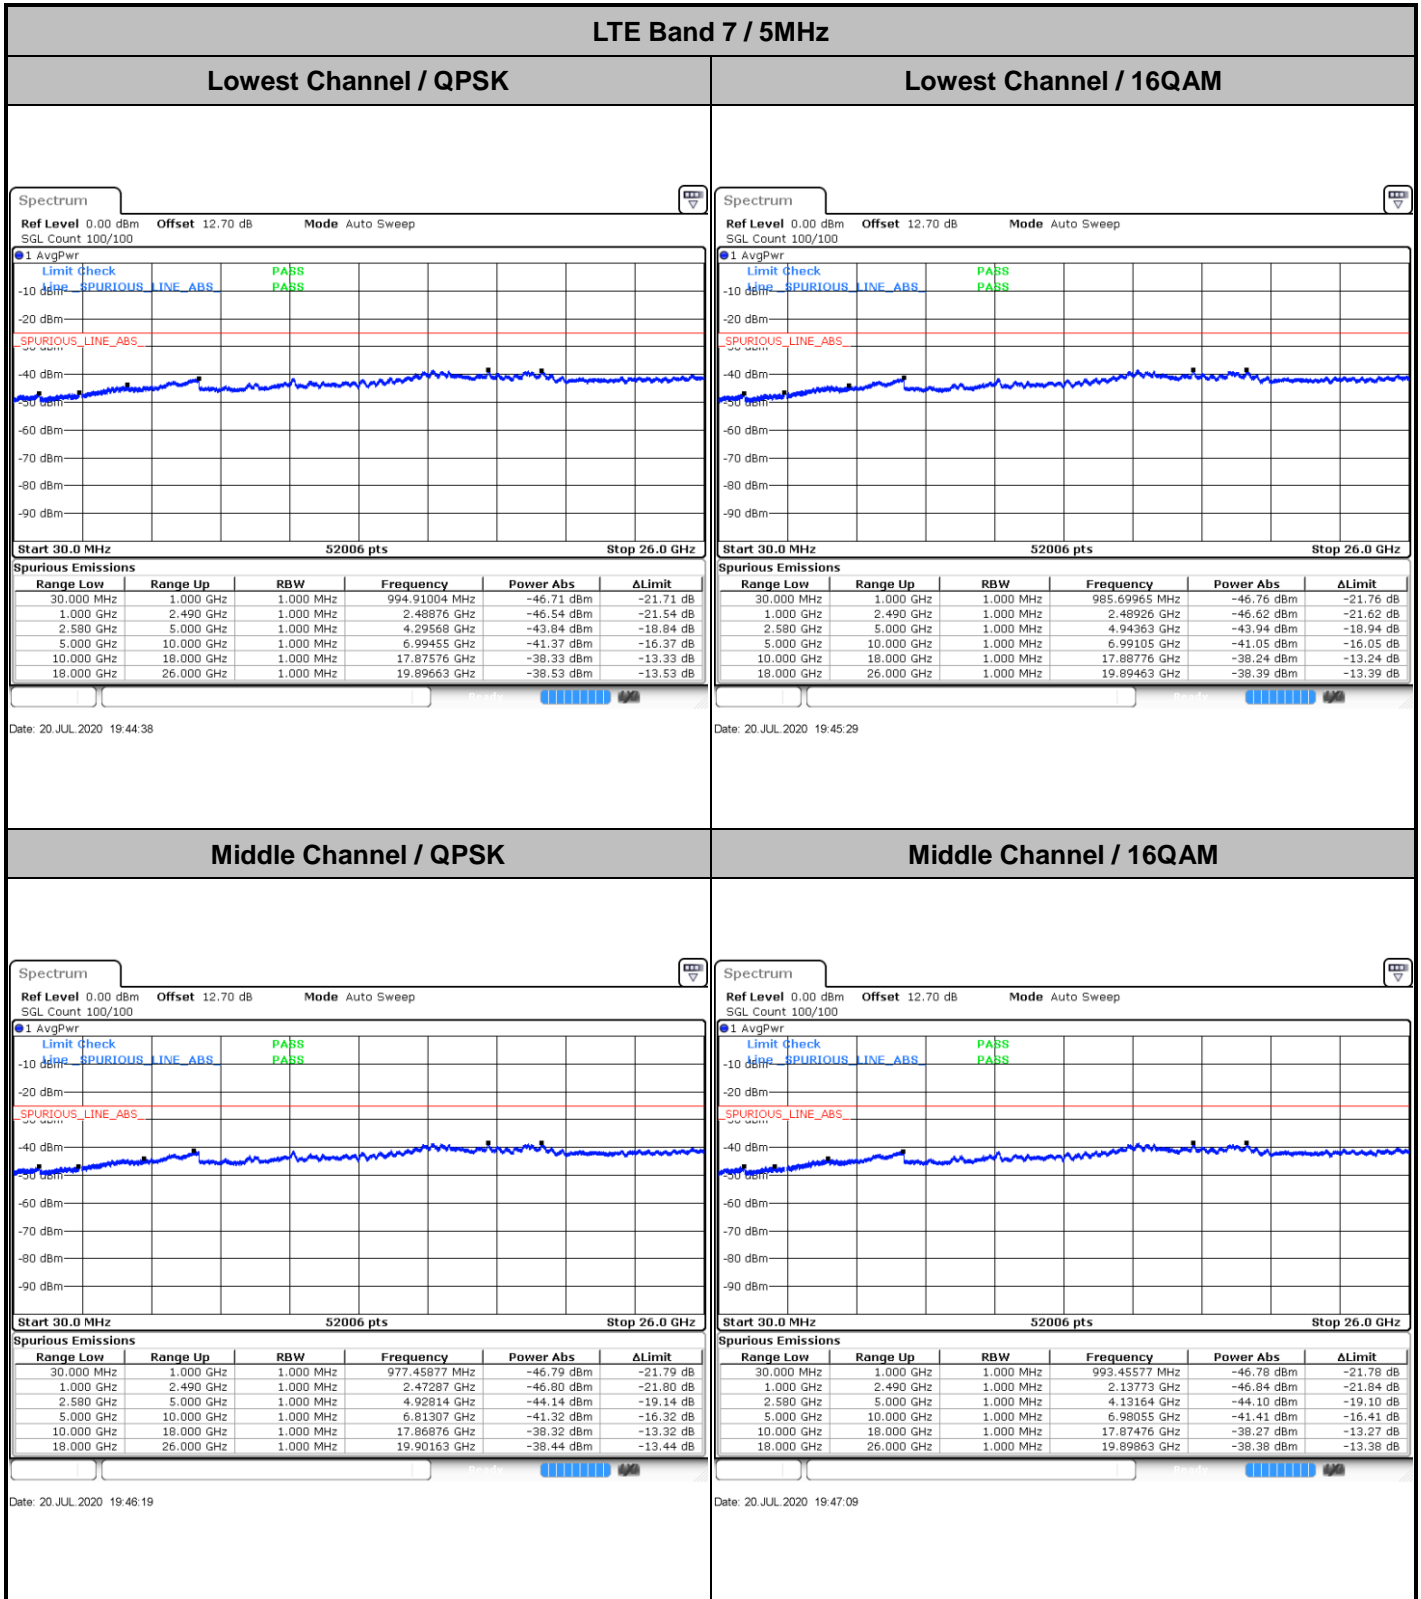 LTE Band 7 / 5MHz
Lowest Channel / QPSK
Lowest Channel / 16QAM
Spectrum
Ref Level 0.00 dBm Offset 12.70 dB Mode Auto Sweep
SGL Count 100/100
1 AvgPwr
Limit Check PASS
Line _SPURIOUS_LINE_ABS_ PASS
-10 dBm
-20 dBm
_SPURIOUS_LINE_ABS_
-30 dBm
-40 dBm
-50 dBm
-60 dBm
-70 dBm
-80 dBm
-90 dBm
Start 30.0 MHz 52006 pts Stop 26.0 GHz
Spurious Emissions
Range Low Range Up RBW Frequency Power Abs ΔLimit
30.000 MHz 1.000 GHz 1.000 MHz 994.91004 MHz -46.71 dBm -21.71 dB
1.000 GHz 2.490 GHz 1.000 MHz 2.48876 GHz -46.54 dBm -21.54 dB
2.580 GHz 5.000 GHz 1.000 MHz 4.29568 GHz -43.84 dBm -18.84 dB
5.000 GHz 10.000 GHz 1.000 MHz 6.99455 GHz -41.37 dBm -16.37 dB
10.000 GHz 18.000 GHz 1.000 MHz 17.87576 GHz -38.33 dBm -13.33 dB
18.000 GHz 26.000 GHz 1.000 MHz 19.89663 GHz -38.53 dBm -13.53 dB
Ready
Date: 20.JUL.2020 19:44:38
Spectrum
Ref Level 0.00 dBm Offset 12.70 dB Mode Auto Sweep
SGL Count 100/100
1 AvgPwr
Limit Check PASS
Line _SPURIOUS_LINE_ABS_ PASS
-10 dBm
-20 dBm
_SPURIOUS_LINE_ABS_
-30 dBm
-40 dBm
-50 dBm
-60 dBm
-70 dBm
-80 dBm
-90 dBm
Start 30.0 MHz 52006 pts Stop 26.0 GHz
Spurious Emissions
Range Low Range Up RBW Frequency Power Abs ΔLimit
30.000 MHz 1.000 GHz 1.000 MHz 985.69965 MHz -46.76 dBm -21.76 dB
1.000 GHz 2.490 GHz 1.000 MHz 2.48926 GHz -46.62 dBm -21.62 dB
2.580 GHz 5.000 GHz 1.000 MHz 4.94363 GHz -43.94 dBm -18.94 dB
5.000 GHz 10.000 GHz 1.000 MHz 6.99105 GHz -41.05 dBm -16.05 dB
10.000 GHz 18.000 GHz 1.000 MHz 17.88776 GHz -38.24 dBm -13.24 dB
18.000 GHz 26.000 GHz 1.000 MHz 19.89463 GHz -38.39 dBm -13.39 dB
Ready
Date: 20.JUL.2020 19:45:29
Middle Channel / QPSK
Middle Channel / 16QAM
Spectrum
Ref Level 0.00 dBm Offset 12.70 dB Mode Auto Sweep
SGL Count 100/100
1 AvgPwr
Limit Check PASS
Line _SPURIOUS_LINE_ABS_ PASS
-10 dBm
-20 dBm
_SPURIOUS_LINE_ABS_
-30 dBm
-40 dBm
-50 dBm
-60 dBm
-70 dBm
-80 dBm
-90 dBm
Start 30.0 MHz 52006 pts Stop 26.0 GHz
Spurious Emissions
Range Low Range Up RBW Frequency Power Abs ΔLimit
30.000 MHz 1.000 GHz 1.000 MHz 977.45877 MHz -46.79 dBm -21.79 dB
1.000 GHz 2.490 GHz 1.000 MHz 2.47287 GHz -46.80 dBm -21.80 dB
2.580 GHz 5.000 GHz 1.000 MHz 4.92814 GHz -44.14 dBm -19.14 dB
5.000 GHz 10.000 GHz 1.000 MHz 6.81307 GHz -41.32 dBm -16.32 dB
10.000 GHz 18.000 GHz 1.000 MHz 17.86876 GHz -38.32 dBm -13.32 dB
18.000 GHz 26.000 GHz 1.000 MHz 19.90163 GHz -38.44 dBm -13.44 dB
Ready
Date: 20.JUL.2020 19:46:19
Spectrum
Ref Level 0.00 dBm Offset 12.70 dB Mode Auto Sweep
SGL Count 100/100
1 AvgPwr
Limit Check PASS
Line _SPURIOUS_LINE_ABS_ PASS
-10 dBm
-20 dBm
_SPURIOUS_LINE_ABS_
-30 dBm
-40 dBm
-50 dBm
-60 dBm
-70 dBm
-80 dBm
-90 dBm
Start 30.0 MHz 52006 pts Stop 26.0 GHz
Spurious Emissions
Range Low Range Up RBW Frequency Power Abs ΔLimit
30.000 MHz 1.000 GHz 1.000 MHz 993.45577 MHz -46.78 dBm -21.78 dB
1.000 GHz 2.490 GHz 1.000 MHz 2.13773 GHz -46.84 dBm -21.84 dB
2.580 GHz 5.000 GHz 1.000 MHz 4.13164 GHz -44.10 dBm -19.10 dB
5.000 GHz 10.000 GHz 1.000 MHz 6.98055 GHz -41.41 dBm -16.41 dB
10.000 GHz 18.000 GHz 1.000 MHz 17.87476 GHz -38.27 dBm -13.27 dB
18.000 GHz 26.000 GHz 1.000 MHz 19.89863 GHz -38.38 dBm -13.38 dB
Ready
Date: 20.JUL.2020 19:47:09